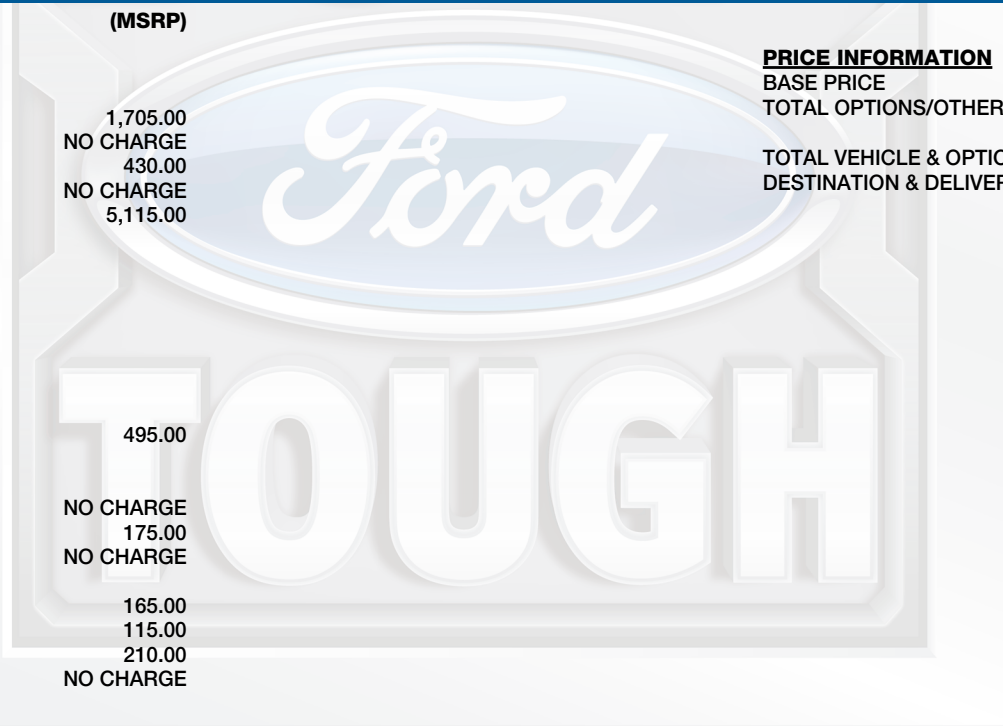 (MSRP)
1,705.00
NO CHARGE
430.00
NO CHARGE
5,115.00
495.00
NO CHARGE
175.00
NO CHARGE
165.00
115.00
210.00
NO CHARGE
PRICE INFORMATION
BASE PRICE
TOTAL OPTIONS/OTHER
TOTAL VEHICLE & OPTIO
DESTINATION & DELIVER
Ford
TOUGH